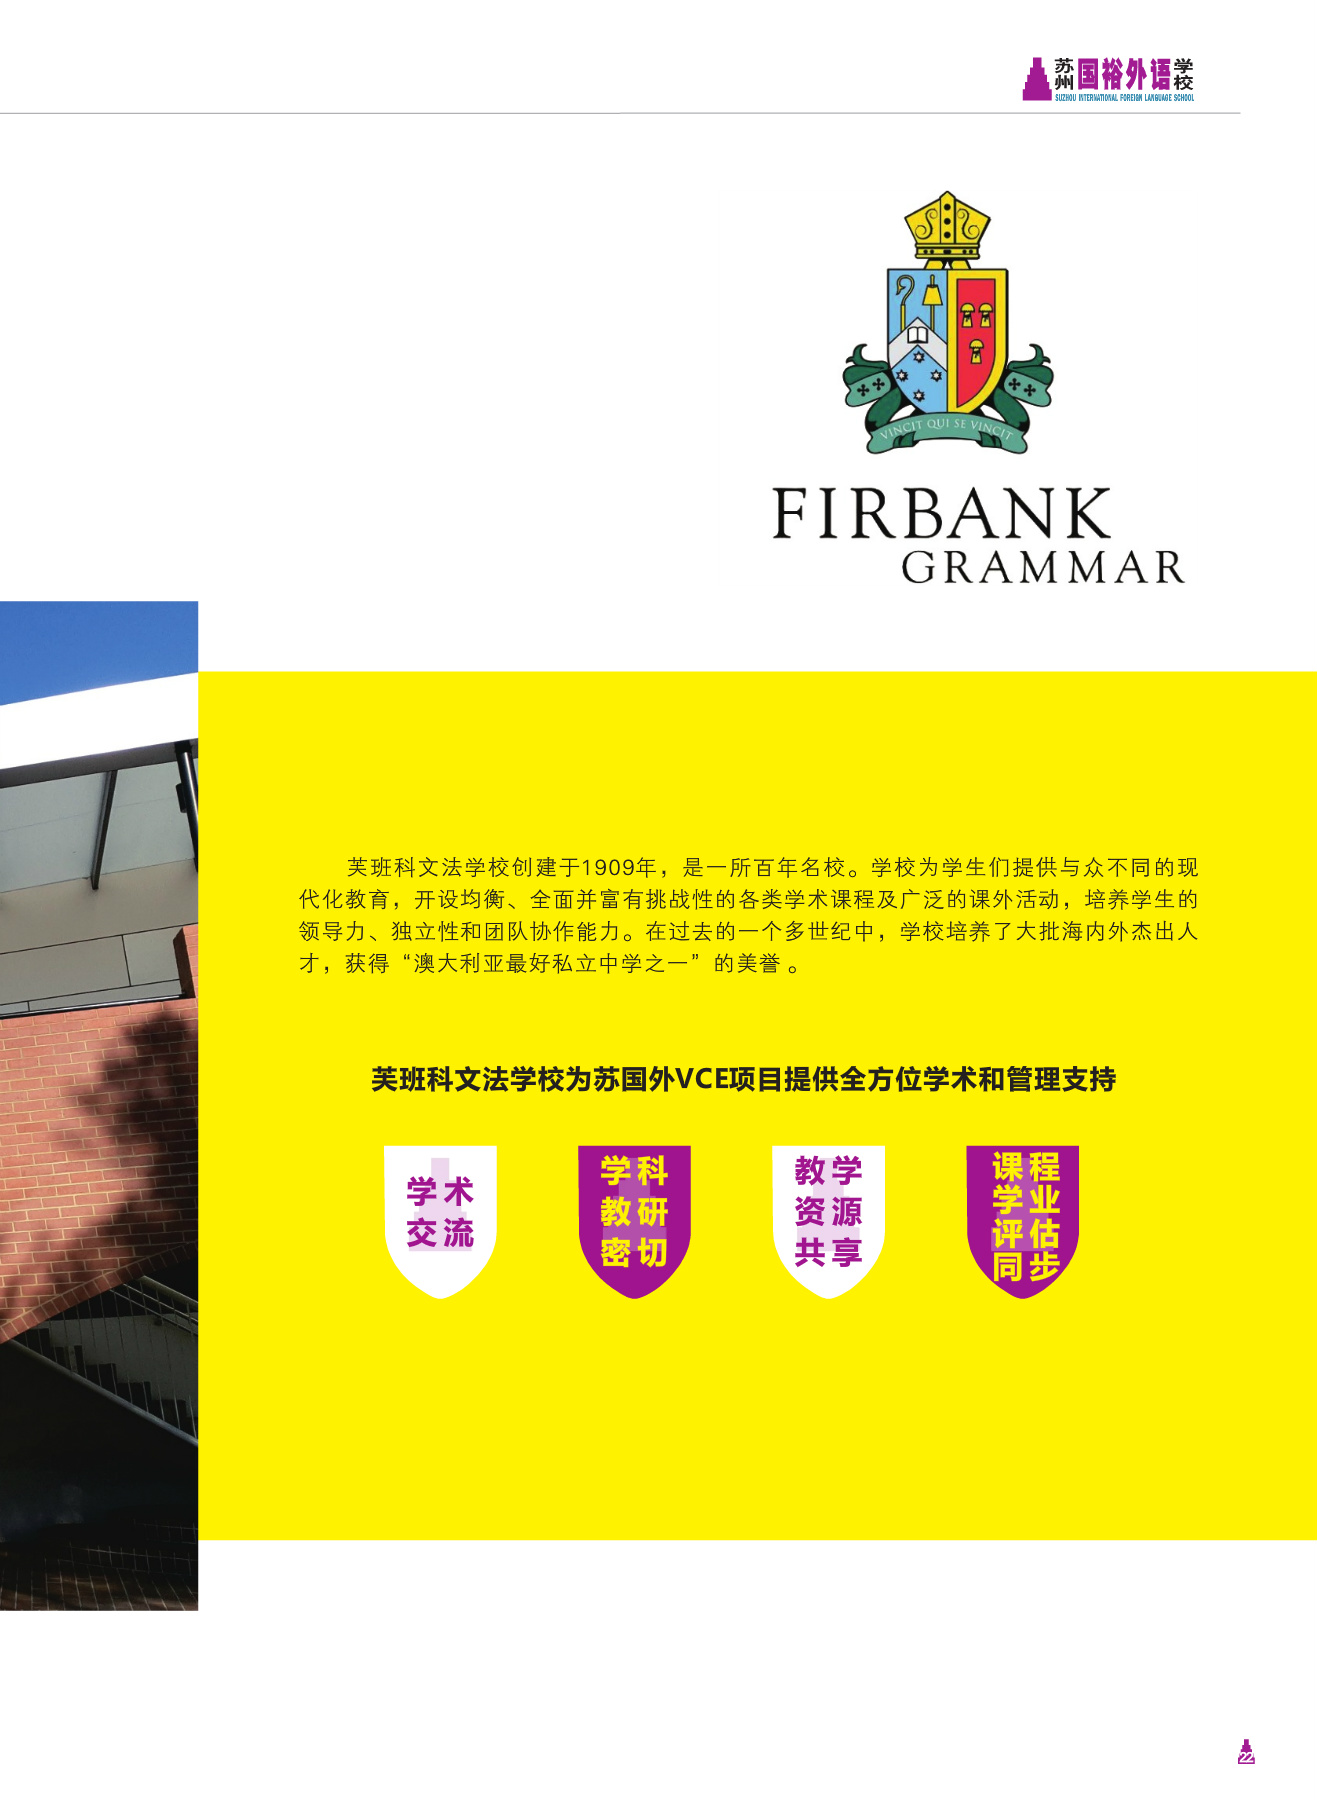 苏州国裕外语学校
SUZHOU INTERNATIONAL FOREIGN LANGUAGE SCHOOL
VINCIT QUI SE VINCIT
FIRBANK
GRAMMAR
芙班科文法学校创建于1909年，是一所百年名校。学校为学生们提供与众不同的现
代化教育，开设均衡、全面并富有挑战性的各类学术课程及广泛的课外活动，培养学生的
领导力、独立性和团队协作能力。在过去的一个多世纪中，学校培养了大批海内外杰出人
才，获得“澳大利亚最好私立中学之一”的美誉 。
芙班科文法学校为苏国外VCE项目提供全方位学术和管理支持
学术
交流
学科
教研
密切
教学
资源
共享
课程
学业
评估
同步
22